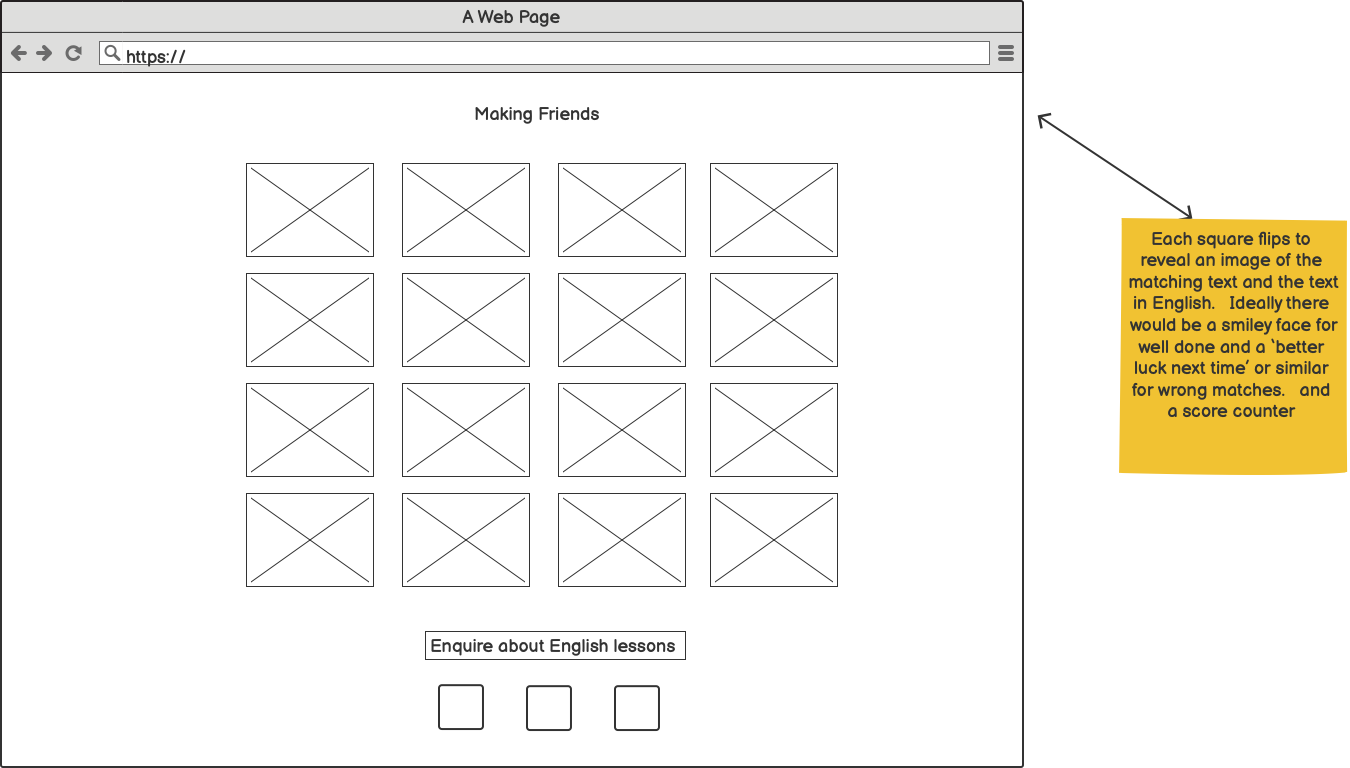 A Web Page
https://
Making Friends
Each square flips to
reveal an image of the
matching text and the text
in English. Ideally there
would be a smiley face for
well done and a 'better
luck next time' or similar
for wrong matches. and
a score counter
Enquire about English lessons